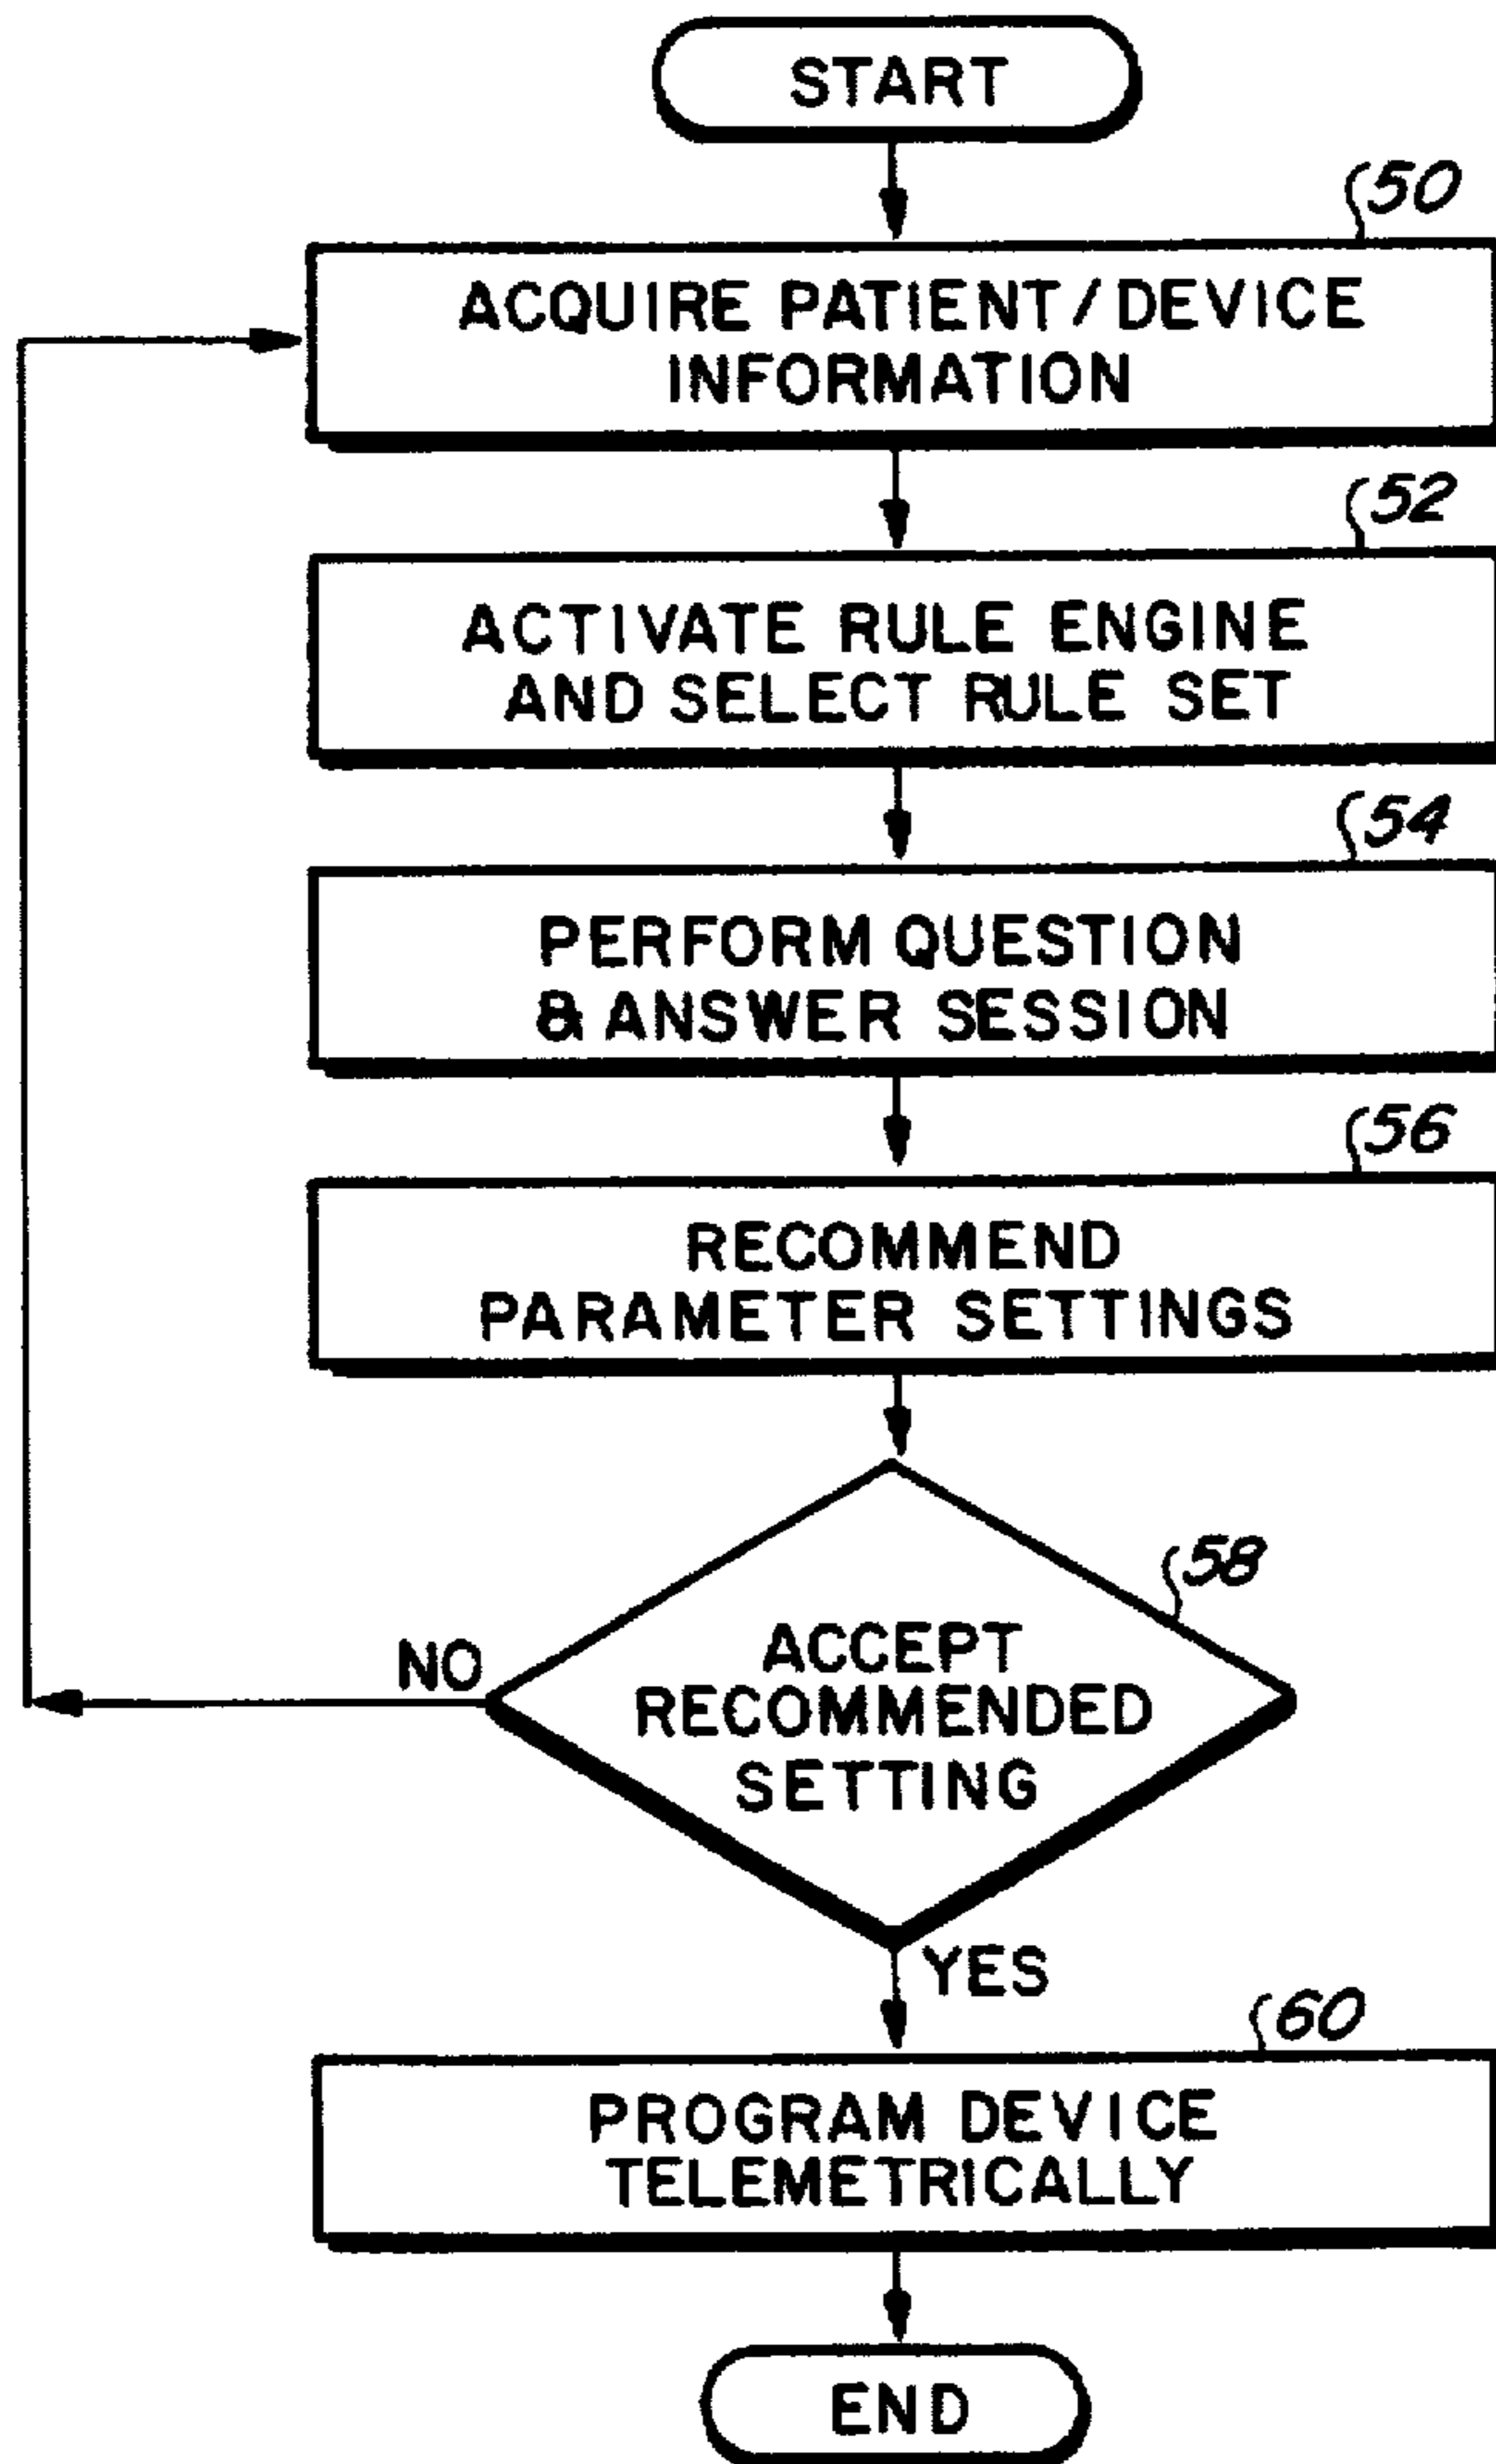 START
50
ACQUIRE PATIENT/DEVICE
INFORMATION
52
ACTIVATE RULE ENGINE
AND SELECT RULE SET
54
PERFORM QUESTION
& ANSWER SESSION
56
RECOMMEND
PARAMETER SETTINGS
58
ACCEPT
RECOMMENDED
SETTING
NO
YES
60
PROGRAM DEVICE
TELEMETRICALLY
END